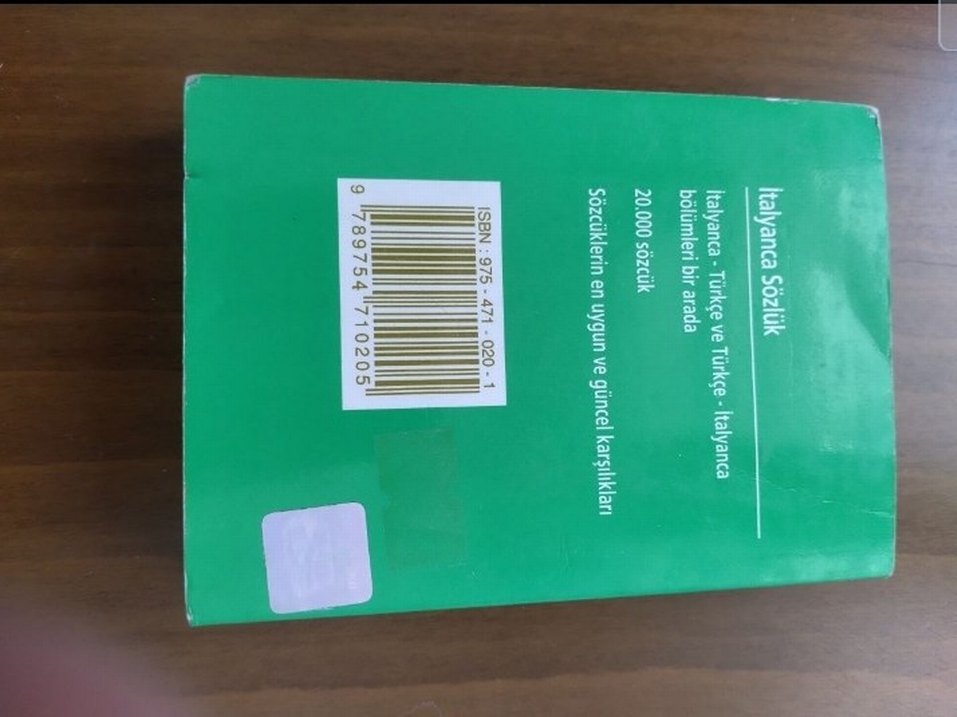 İtalyanca Sözlük
İtalyanca - Türkçe ve Türkçe - İtalyanca
bölümleri bir arada
20.000 sözcük
Sözcüklerin en uygun ve güncel karşılıkları
ISBN : 975 - 471 - 020 - 1
9 789754 710205